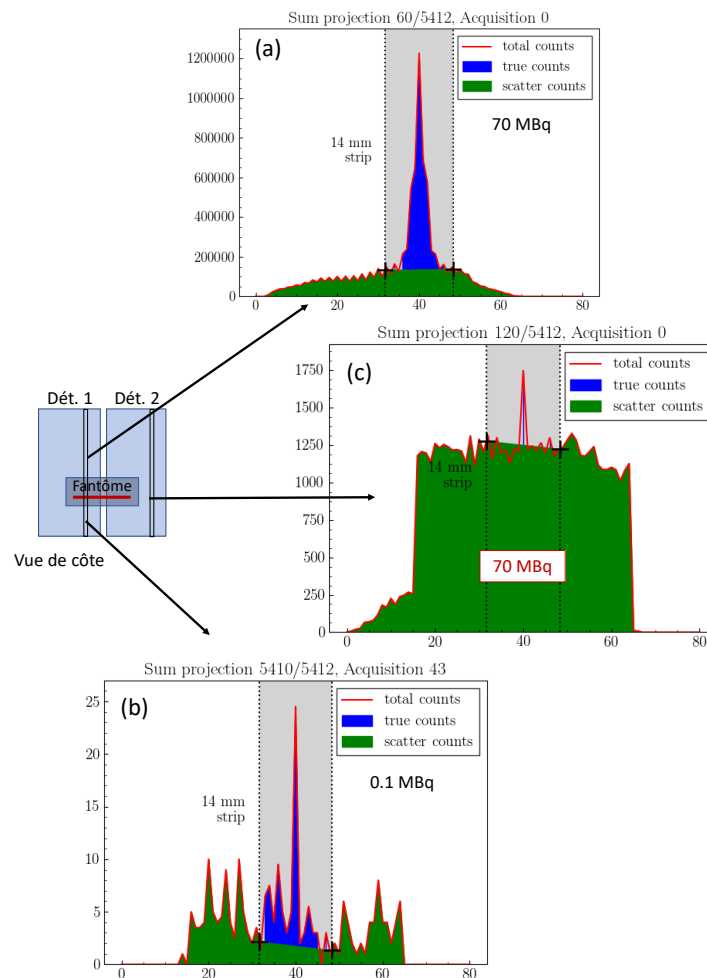 Sum projection 60/5412, Acquisition 0
(a)
total counts
true counts
scatter counts
70 MBq
14 mm
strip
1200000
1000000
800000
600000
400000
200000
0
0 20 40 60 80
Sum projection 120/5412, Acquisition 0
(c)
total counts
true counts
scatter counts
14 mm
strip
70 MBq
1750
1500
1250
1000
750
500
250
0
0 20 40 60 80
Dét. 1 Dét. 2
Fantôme
Vue de côte
Sum projection 5410/5412, Acquisition 43
(b)
total counts
true counts
scatter counts
0.1 MBq
14 mm
strip
25
20
15
10
5
0
0 20 40 60 80